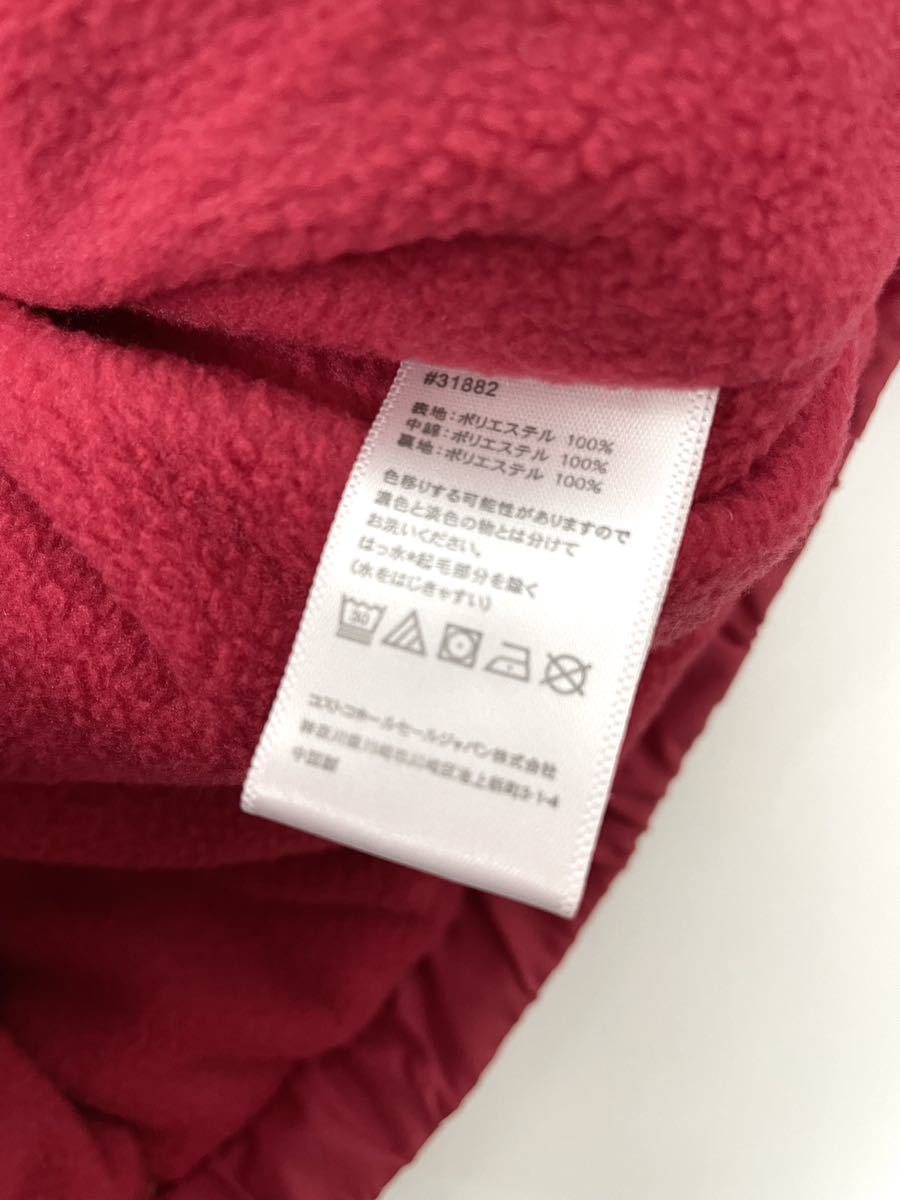 #31882
表地:ポリエステル 100%
中綿:ポリエステル 100%
裏地:ポリエステル 100%
色移りする可能性がありますので
濃色と淡色の物とは分けて
お洗いください。
はっ水*起毛部分を除く
(水をはじきやすい)
30
コストコホールセールジャパン株式会社
神奈川県川崎市川崎区池上新町3-1-4
中国製